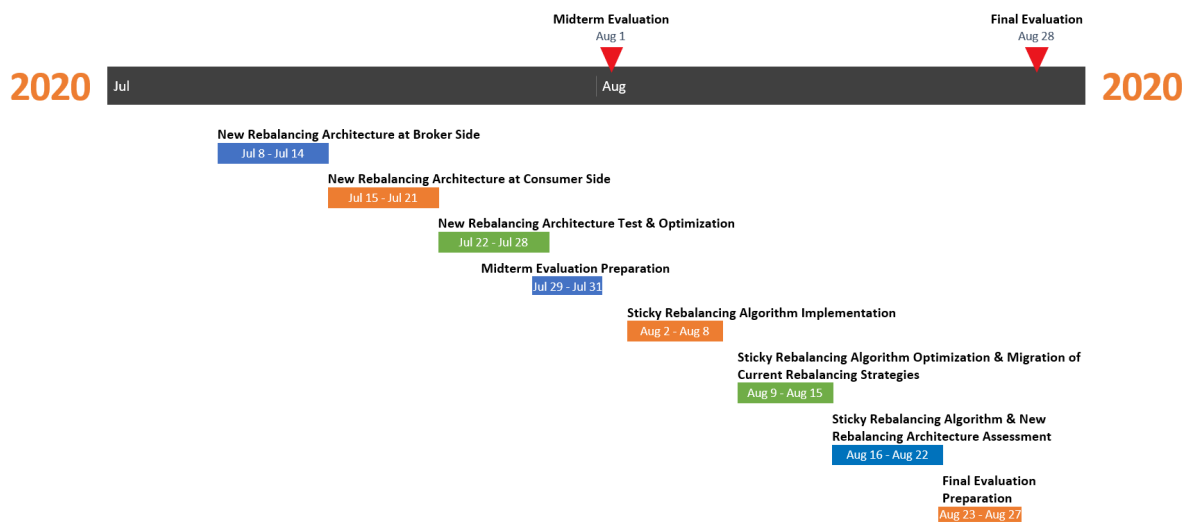 Midterm Evaluation
Aug 1
Final Evaluation
Aug 28
2020
Jul
Aug
2020
New Rebalancing Architecture at Broker Side
Jul 8 - Jul 14
New Rebalancing Architecture at Consumer Side
Jul 15 - Jul 21
New Rebalancing Architecture Test & Optimization
Jul 22 - Jul 28
Midterm Evaluation Preparation
Jul 29 - Jul 31
Sticky Rebalancing Algorithm Implementation
Aug 2 - Aug 8
Sticky Rebalancing Algorithm Optimization & Migration of
Current Rebalancing Strategies
Aug 9 - Aug 15
Sticky Rebalancing Algorithm & New
Rebalancing Architecture Assessment
Aug 16 - Aug 22
Final Evaluation
Preparation
Aug 23 - Aug 27